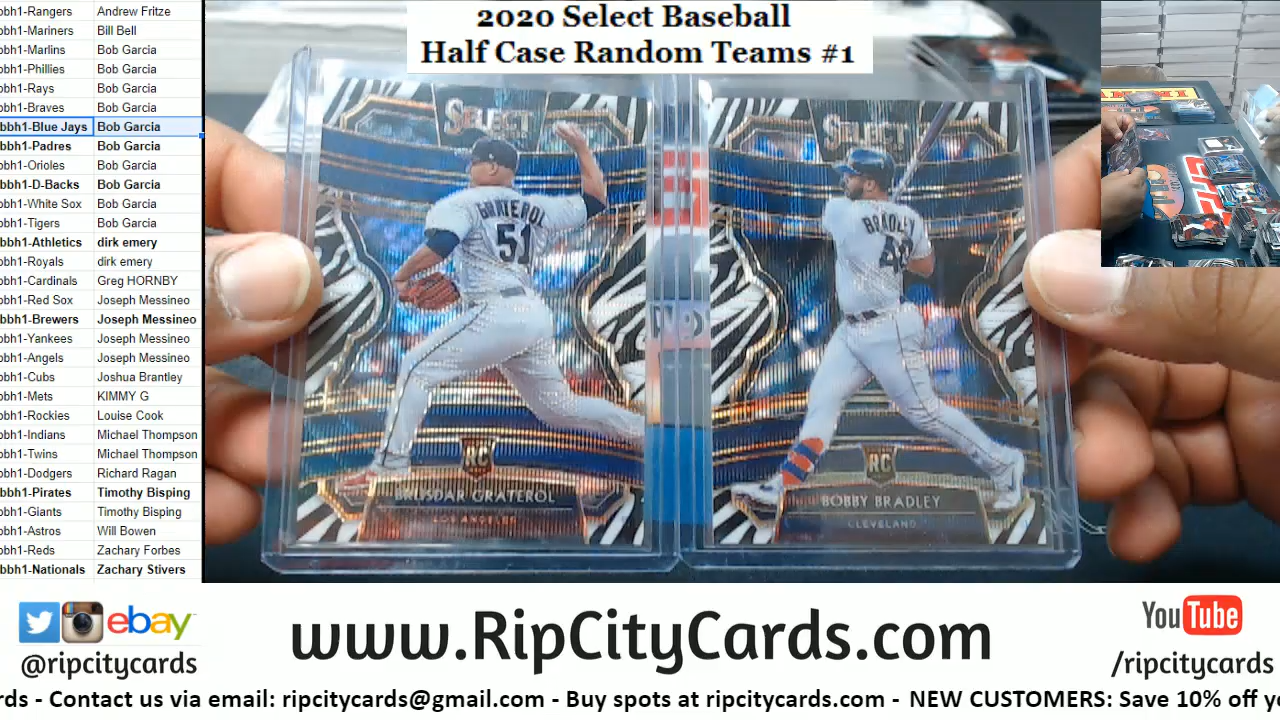 2020 Select Baseball
Half Case Random Teams #1
bbh1-Rangers Andrew Fritze
bbh1-Mariners Bill Bell
bbh1-Marlins Bob Garcia
bbh1-Phillies Bob Garcia
bbh1-Rays Bob Garcia
bbh1-Braves Bob Garcia
bbh1-Blue Jays Bob Garcia
bbh1-Padres Bob Garcia
bbh1-Orioles Bob Garcia
bbh1-D-Backs Bob Garcia
bbh1-White Sox Bob Garcia
bbh1-Tigers Bob Garcia
bbh1-Athletics dirk emery
bbh1-Royals dirk emery
bbh1-Cardinals Greg HORNBY
bbh1-Red Sox Joseph Messineo
bbh1-Brewers Joseph Messineo
bbh1-Yankees Joseph Messineo
bbh1-Angels Joseph Messineo
bbh1-Cubs Joshua Brantley
bbh1-Mets KIMMY G
bbh1-Rockies Louise Cook
bbh1-Indians Michael Thompson
bbh1-Twins Michael Thompson
bbh1-Dodgers Richard Ragan
bbh1-Pirates Timothy Bisping
bbh1-Giants Timothy Bisping
bbh1-Astros Will Bowen
bbh1-Reds Zachary Forbes
bbh1-Nationals Zachary Stivers
SELECT
GRATEROL
51
RC
BRUSDAR GRATEROL
LOS ANGELES
SELECT
BRADLEY
RC
BOBBY BRADLEY
CLEVELAND
PANINI
ebay
@ripcitycards
www.RipCityCards.com
YouTube
/ripcitycards
rds - Contact us via email: ripcitycards@gmail.com - Buy spots at ripcitycards.com - NEW CUSTOMERS: Save 10% off yo